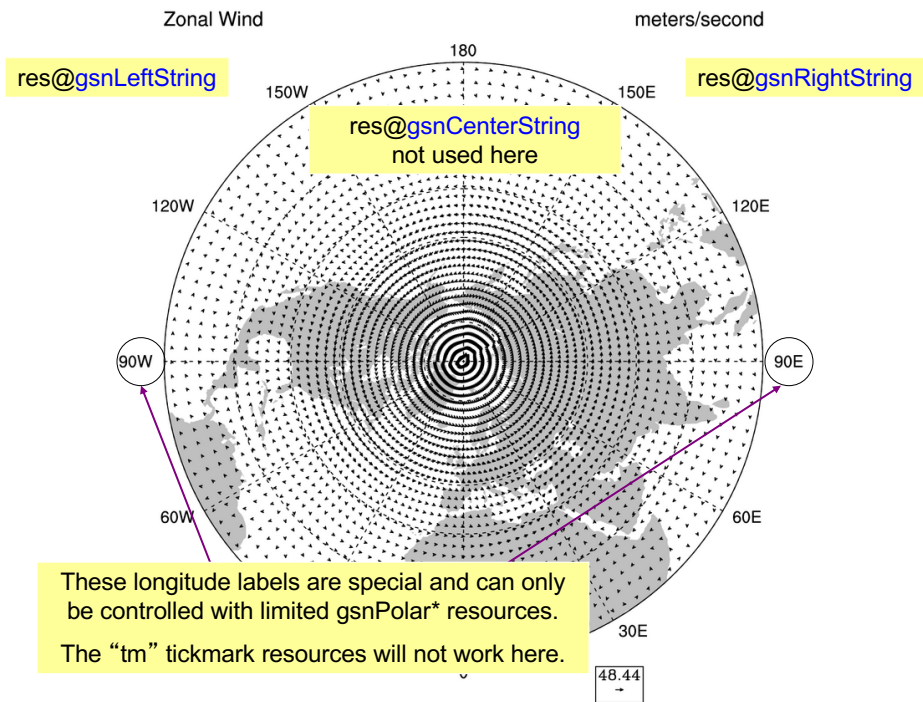 Zonal Wind
meters/second
180
res@gsnLeftString
res@gsnRightString
150W
150E
res@gsnCenterString
not used here
120W
120E
90W
90E
60W
60E
These longitude labels are special and can only
be controlled with limited gsnPolar* resources.
The “tm” tickmark resources will not work here.
30E
0
48.44